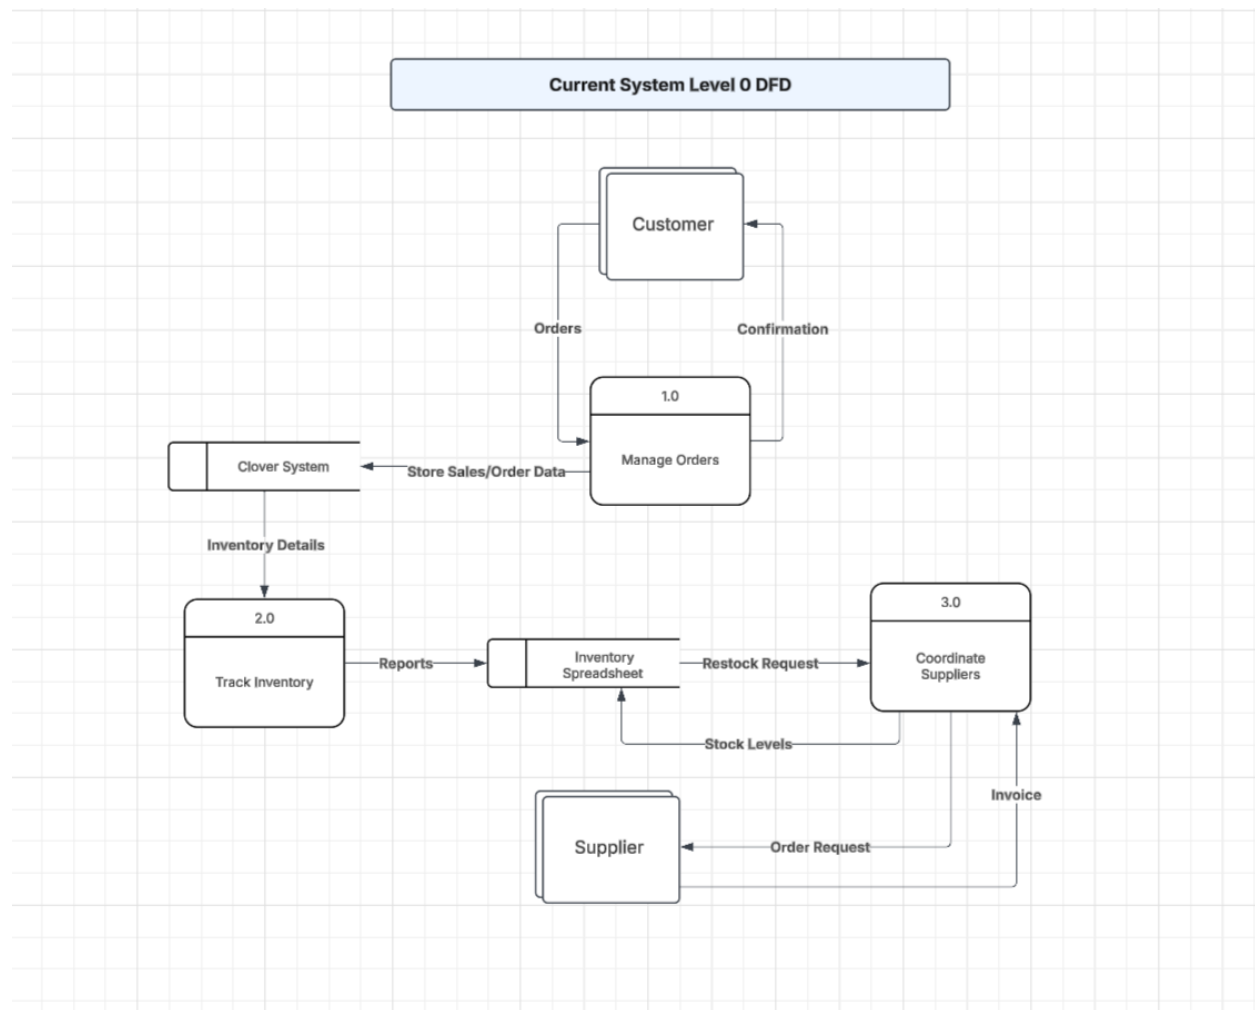 Current System Level 0 DFD
Customer
Orders
Confirmation
1.0
Manage Orders
Clover System
Store Sales/Order Data
Inventory Details
2.0
Track Inventory
Reports
Inventory
Spreadsheet
Restock Request
3.0
Coordinate
Suppliers
Stock Levels
Invoice
Supplier
Order Request